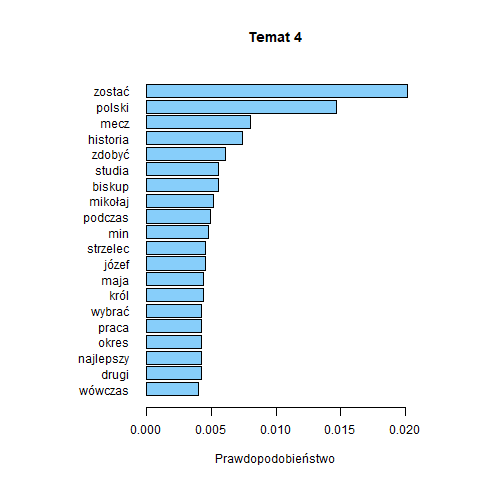 Temat 4
zostać
polski
mecz
historia
zdobyć
studia
biskup
mikołaj
podczas
min
strzelec
józef
maja
król
wybrać
praca
okres
najlepszy
drugi
wówczas
0.000 0.005 0.010 0.015 0.020
Prawdopodobieństwo